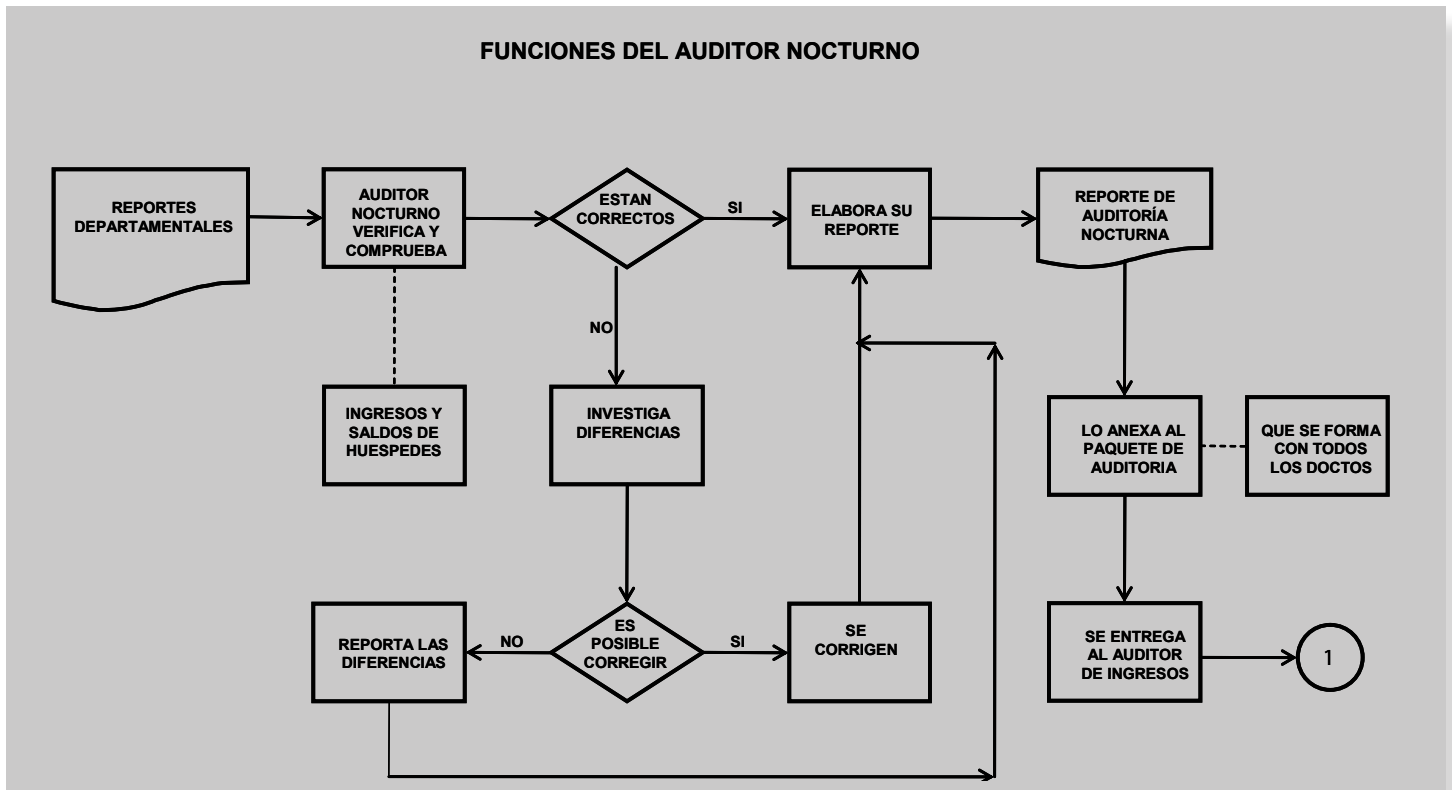 FUNCIONES DEL AUDITOR NOCTURNO
REPORTES
DEPARTAMENTALES
AUDITOR
NOCTURNO
VERIFICA Y
COMPRUEBA
ESTAN
CORRECTOS
SI
ELABORA SU
REPORTE
REPORTE DE
AUDITORÍA
NOCTURNA
NO
INGRESOS Y
SALDOS DE
HUESPEDES
INVESTIGA
DIFERENCIAS
LO ANEXA AL
PAQUETE DE
AUDITORIA
QUE SE FORMA
CON TODOS
LOS DOCTOS
REPORTA LAS
DIFERENCIAS
NO
ES
POSIBLE
CORREGIR
SI
SE
CORRIGEN
SE ENTREGA
AL AUDITOR
DE INGRESOS
1